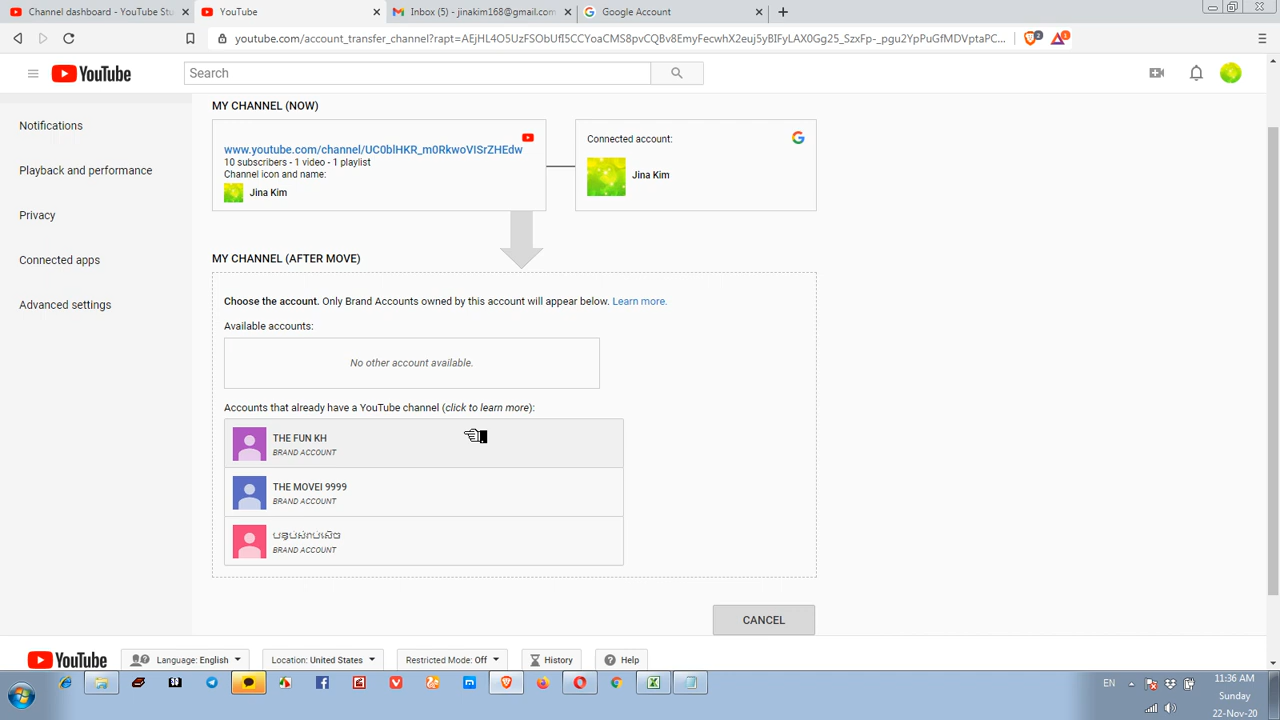 Channel dashboard - YouTube Stu
YouTube
Inbox (5) - jinakim168@gmail.com
Google Account
youtube.com/account_transfer_channel?rapt=AEjHL4O5UzFSObUfI5CCYoaCMS8pvCQBv8EmyFecwhX2euj5yBIFyLAX0Gg25_SzxFp-_pgu2YpPuGfMDVptaPC...
2
1
YouTube
Search
Notifications
Playback and performance
Privacy
Connected apps
Advanced settings
MY CHANNEL (NOW)
www.youtube.com/channel/UC0blHKR_m0RkwoVISrZHEdw
10 subscribers - 1 video - 1 playlist
Channel icon and name:
Jina Kim
Connected account:
Jina Kim
MY CHANNEL (AFTER MOVE)
Choose the account. Only Brand Accounts owned by this account will appear below. Learn more.
Available accounts:
No other account available.
Accounts that already have a YouTube channel (click to learn more):
THE FUN KH
BRAND ACCOUNT
THE MOVEI 9999
BRAND ACCOUNT
BRAND ACCOUNT
CANCEL
YouTube
Language: English
Location: United States
Restricted Mode: Off
History
Help
EN
11:36 AM
Sunday
22-Nov-20